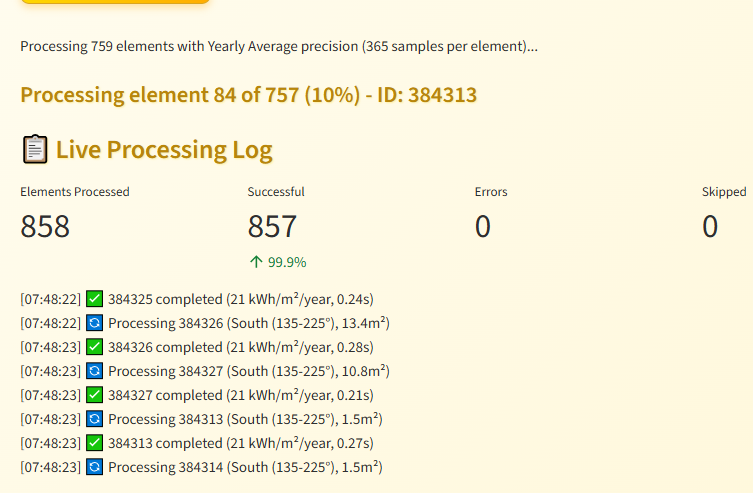 Processing 759 elements with Yearly Average precision (365 samples per element)...
Processing element 84 of 757 (10%) - ID: 384313
📋 Live Processing Log
Elements Processed
858
Successful
857
↑ 99.9%
Errors
0
Skipped
0
[07:48:22] ✅ 384325 completed (21 kWh/m²/year, 0.24s)
[07:48:22] 🔄 Processing 384326 (South (135-225°), 13.4m²)
[07:48:23] ✅ 384326 completed (21 kWh/m²/year, 0.28s)
[07:48:23] 🔄 Processing 384327 (South (135-225°), 10.8m²)
[07:48:23] ✅ 384327 completed (21 kWh/m²/year, 0.21s)
[07:48:23] 🔄 Processing 384313 (South (135-225°), 1.5m²)
[07:48:23] ✅ 384313 completed (21 kWh/m²/year, 0.27s)
[07:48:23] 🔄 Processing 384314 (South (135-225°), 1.5m²)